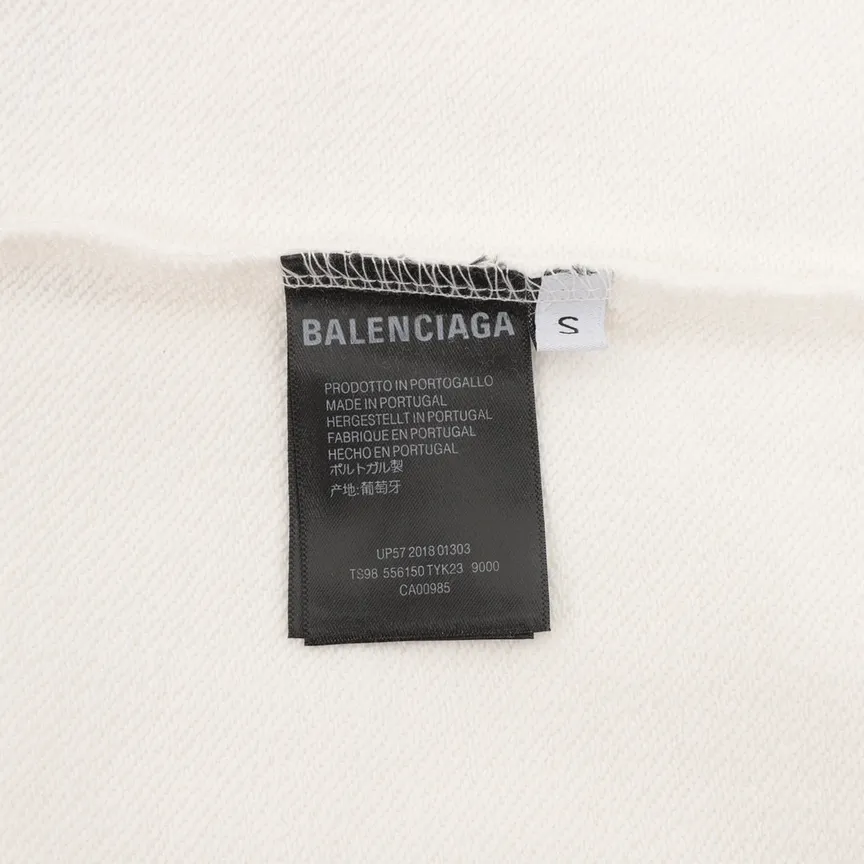 BALENCIAGA
S
PRODOTTO IN PORTOGALLO
MADE IN PORTUGAL
HERGESTELLT IN PORTUGAL
FABRIQUE EN PORTUGAL
HECHO EN PORTUGAL
ポルトガル製
产地:葡萄牙
UP57 2018 01303
TS98 556150 TYK23 9000
CA00985